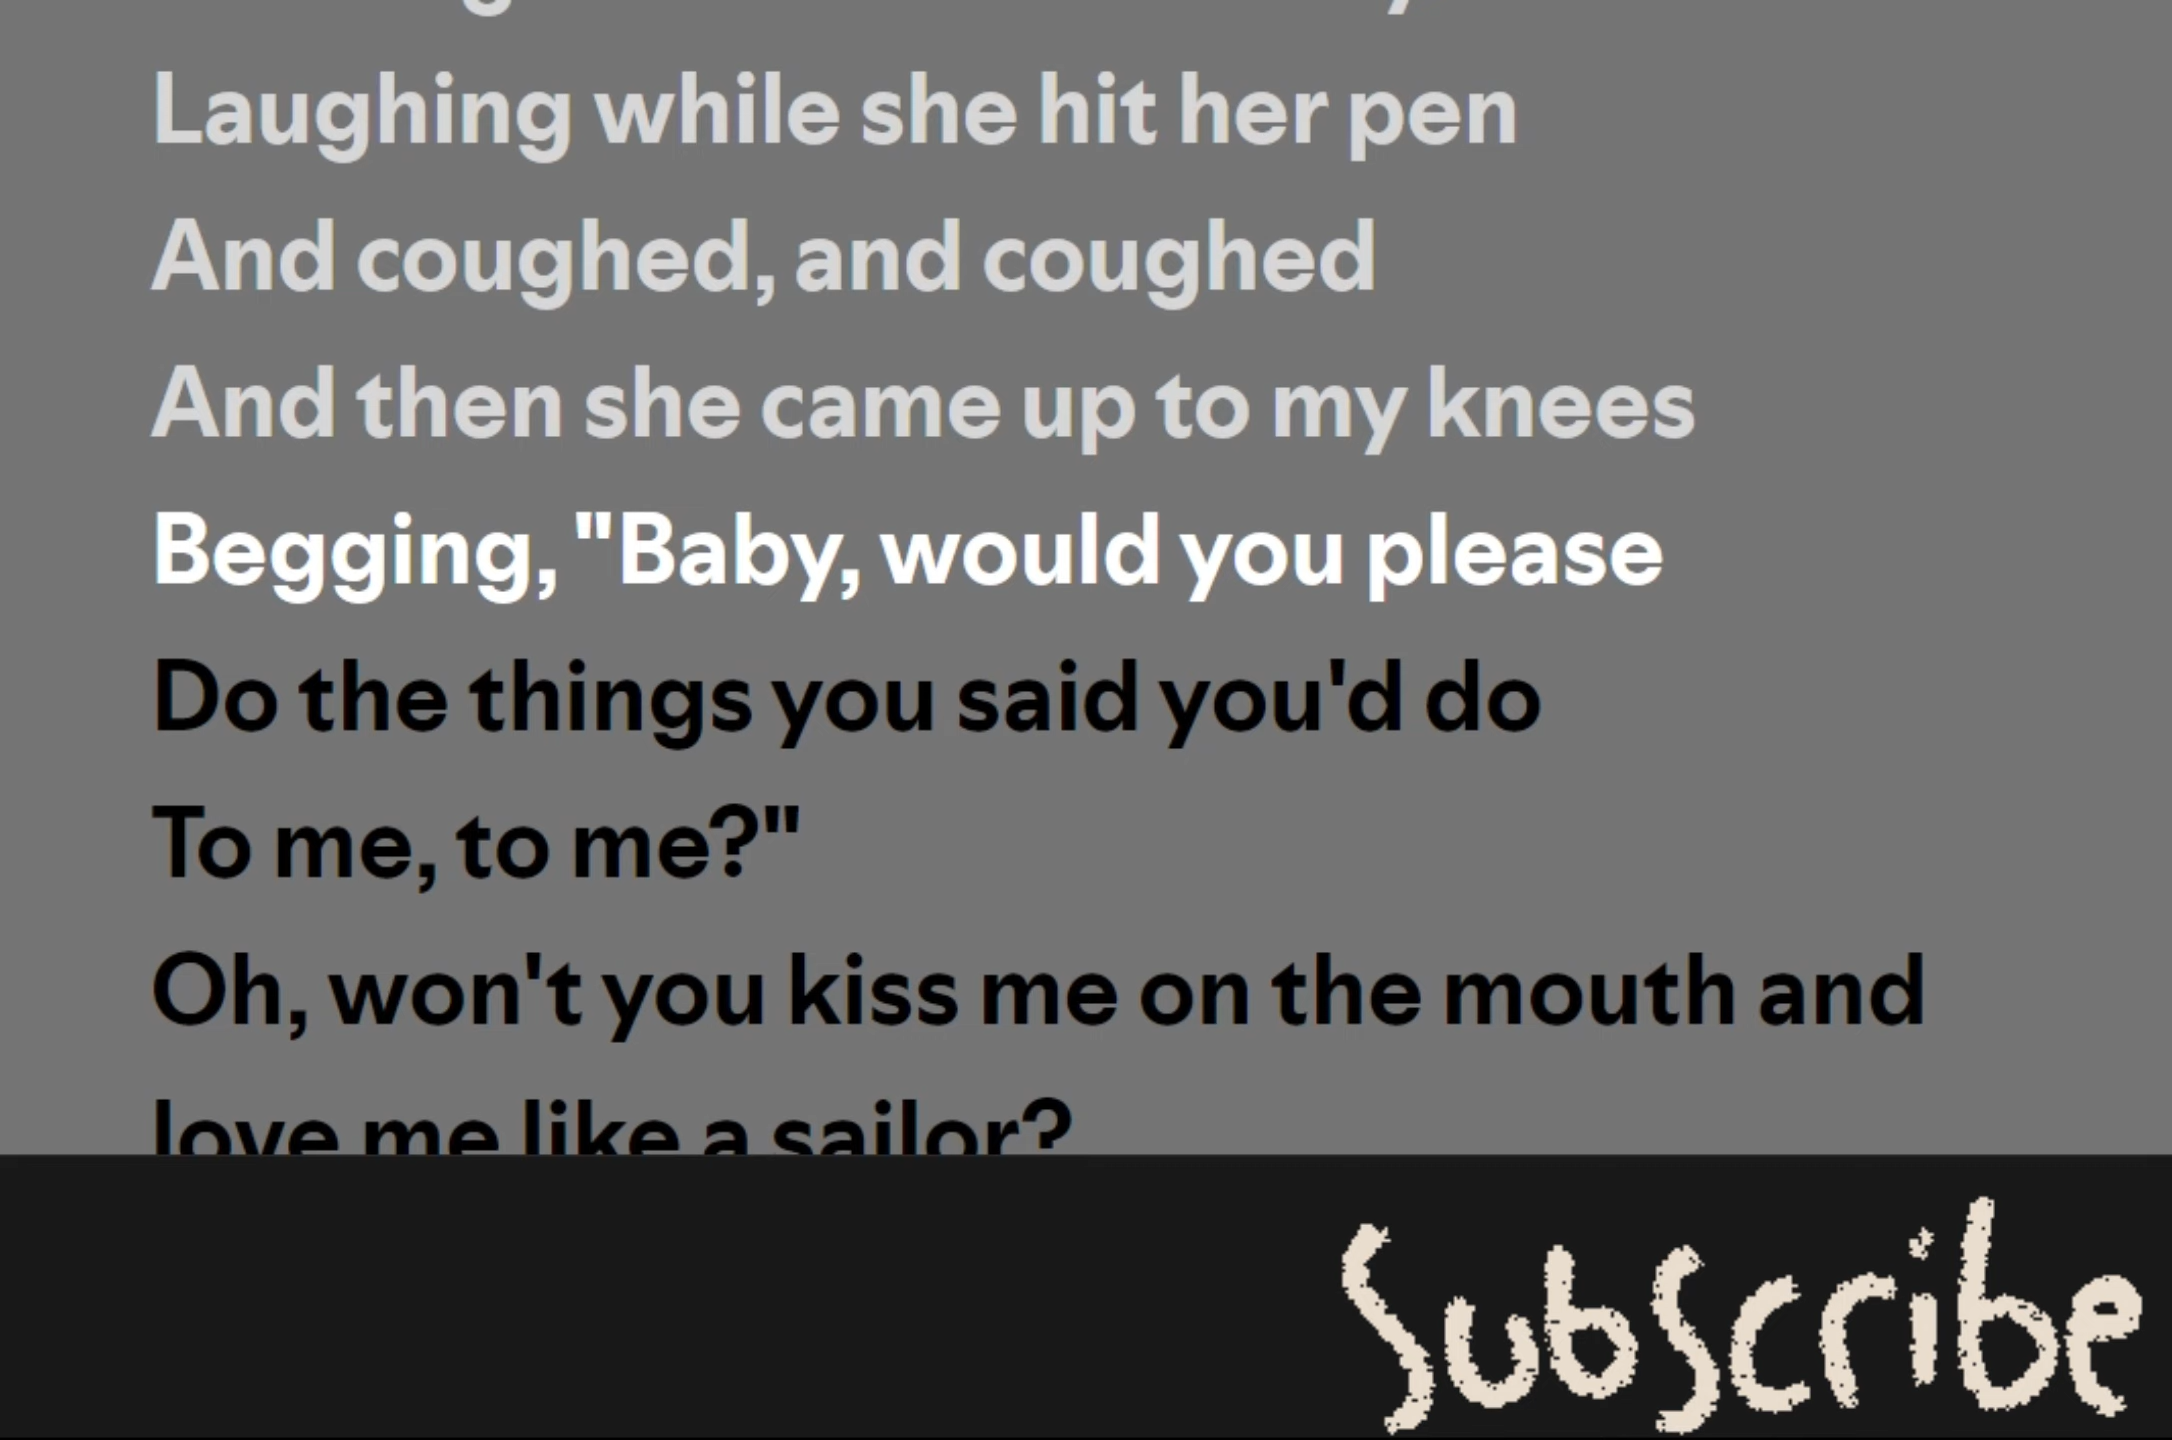 Laughing while she hit her pen
And coughed, and coughed
And then she came up to my knees
Begging, "Baby, would you please
Do the things you said you'd do
To me, to me?"
Oh, won't you kiss me on the mouth and
love me like a sailor?
Subscribe